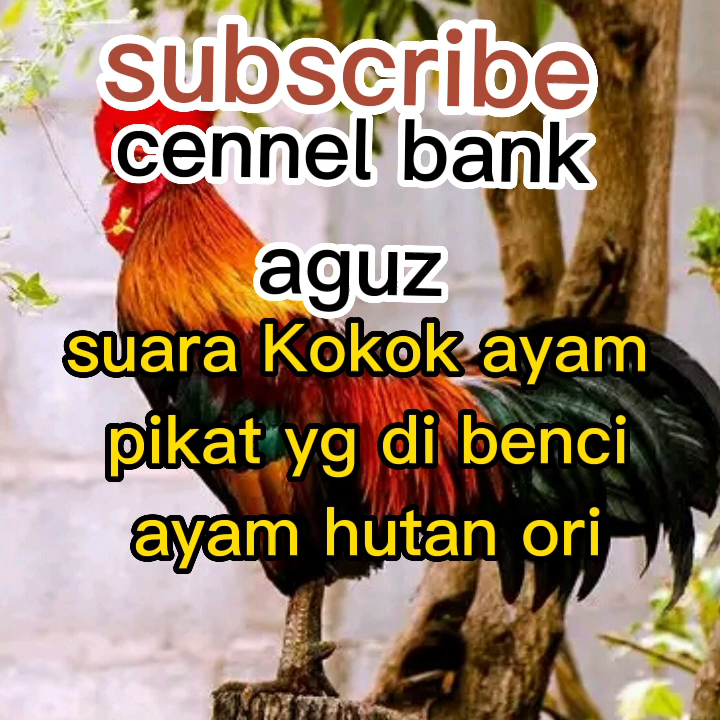 subscribe
cennel bank
aguz
suara Kokok ayam
pikat yg di benci
ayam hutan ori